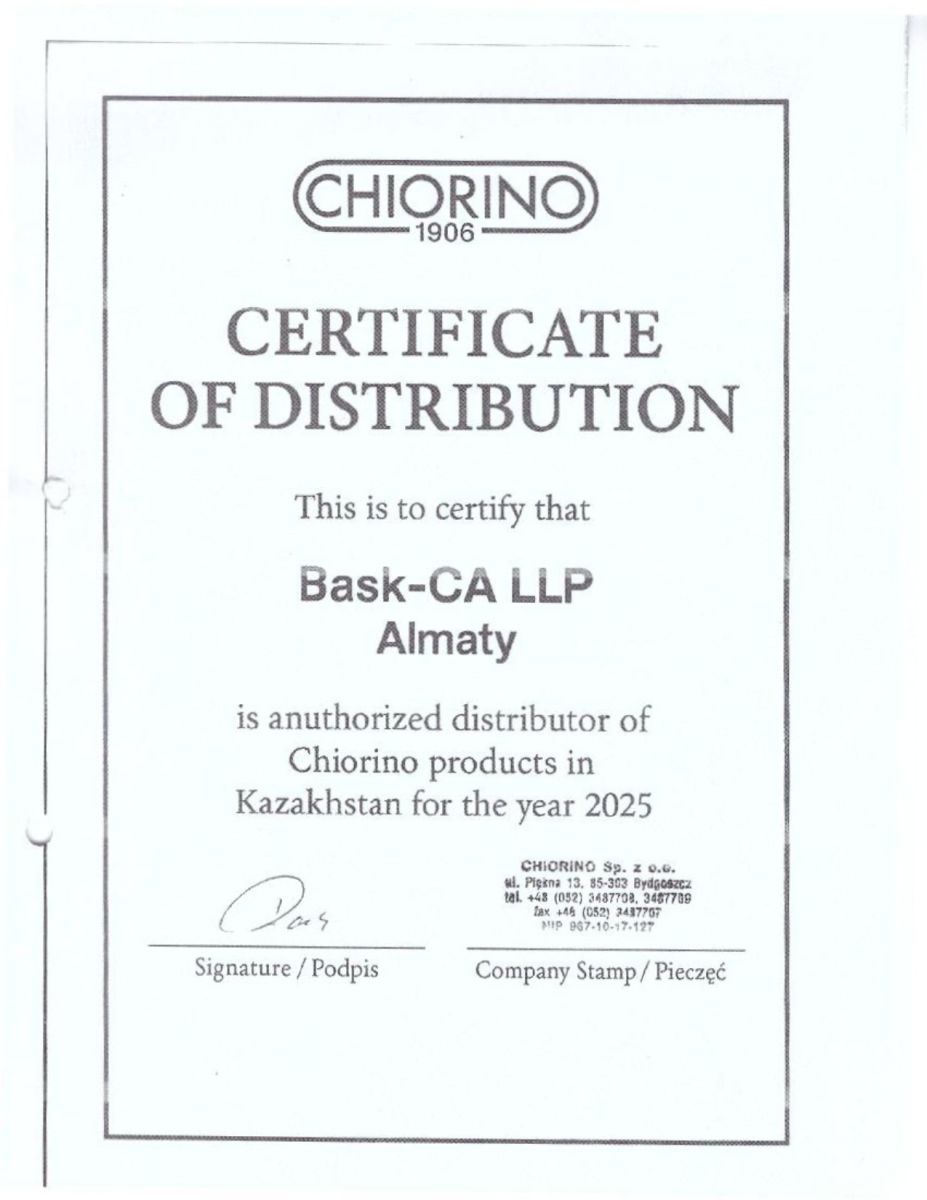 CHIORINO
1906
CERTIFICATE
OF DISTRIBUTION
This is to certify that
Bask-CA LLP
Almaty
is anuthorized distributor of
Chiorino products in
Kazakhstan for the year 2025
CHIORINO Sp. z o.o.
ul. Piękna 13, 85-303 Bydgoszcz
tel. +48 (052) 3487708, 3487709
fax +48 (052) 3487707
NIP 967-10-17-127
Signature / Podpis
Company Stamp / Pieczęć